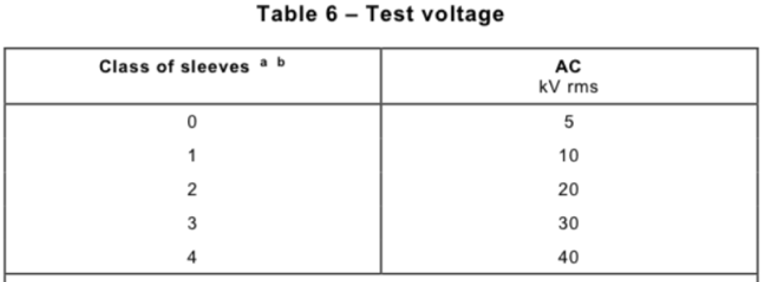 Table 6 – Test voltage
Class of sleeves a b
AC
kV rms
0 5
1 10
2 20
3 30
4 40